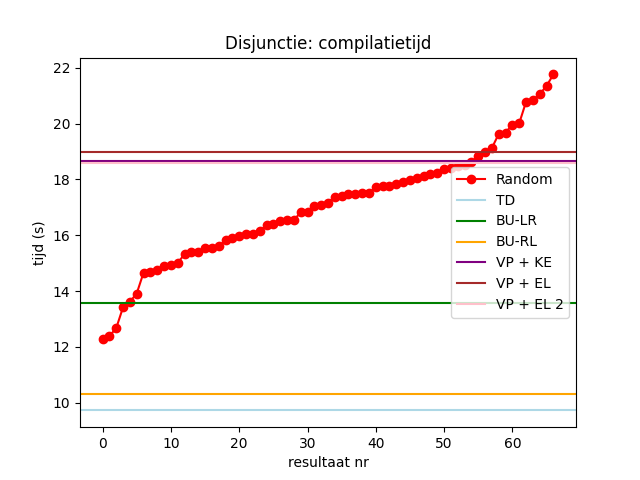 Disjunctie: compilatietijd
22
20
18
16
14
12
10
tijd (s)
0 10 20 30 40 50 60
resultaat nr
Random
TD
BU-LR
BU-RL
VP + KE
VP + EL
VP + EL 2